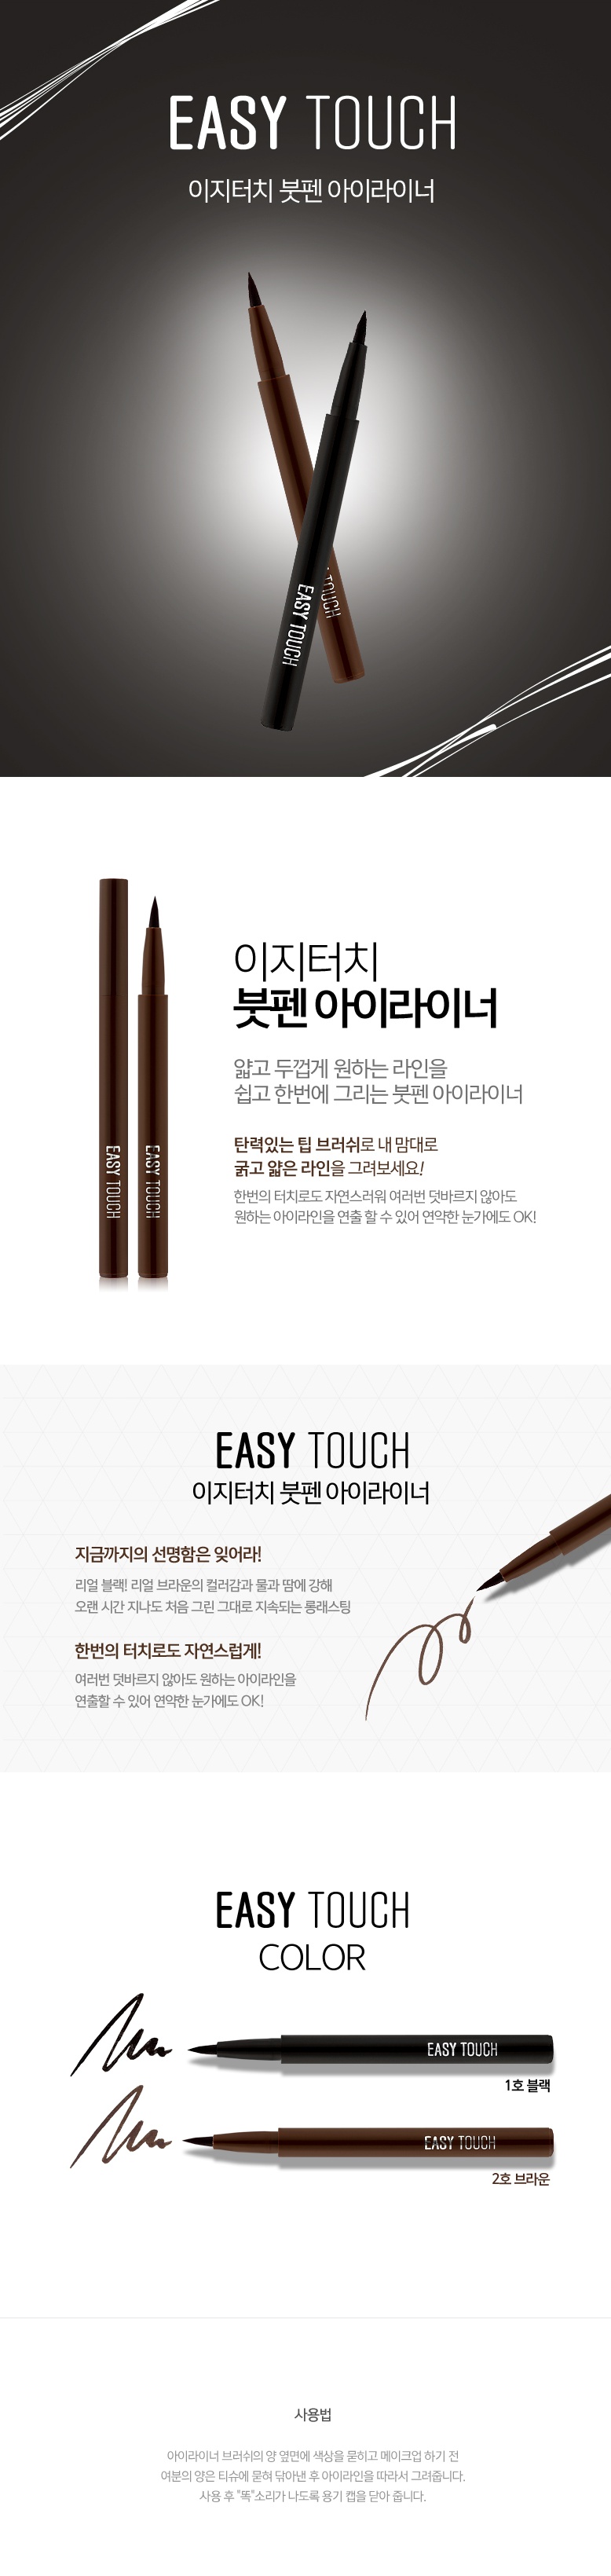 EASY TOUCH
이지터치 붓펜 아이라이너
TOUCH
EASY TOUCH
이지터치
붓펜 아이라이너
얇고 두껍게 원하는 라인을
쉽고 한번에 그리는 붓펜 아이라이너
탄력있는 팁 브러쉬로 내 맘대로
굵고 얇은 라인을 그려보세요!
한번의 터치로도 자연스러워 여러번 덧바르지 않아도
원하는 아이라인을 연출 할 수 있어 연약한 눈가에도 OK!
EASY TOUCH
EASY TOUCH
EASY TOUCH
이지터치 붓펜 아이라이너
지금까지의 선명함은 잊어라!
리얼 블랙! 리얼 브라운의 컬러감과 물과 땀에 강해
오랜 시간 지나도 처음 그린 그대로 지속되는 롱래스팅
한번의 터치로도 자연스럽게!
여러번 덧바르지 않아도 원하는 아이라인을
연출할 수 있어 연약한 눈가에도 OK!
EASY TOUCH
COLOR
EASY TOUCH
1호 블랙
EASY TOUCH
2호 브라운
사용법
아이라이너 브러쉬의 양 옆면에 색상을 묻히고 메이크업 하기 전
여분의 양은 티슈에 묻혀 닦아낸 후 아이라인을 따라서 그려줍니다.
사용 후 "똑"소리가 나도록 용기 캡을 닫아 줍니다.